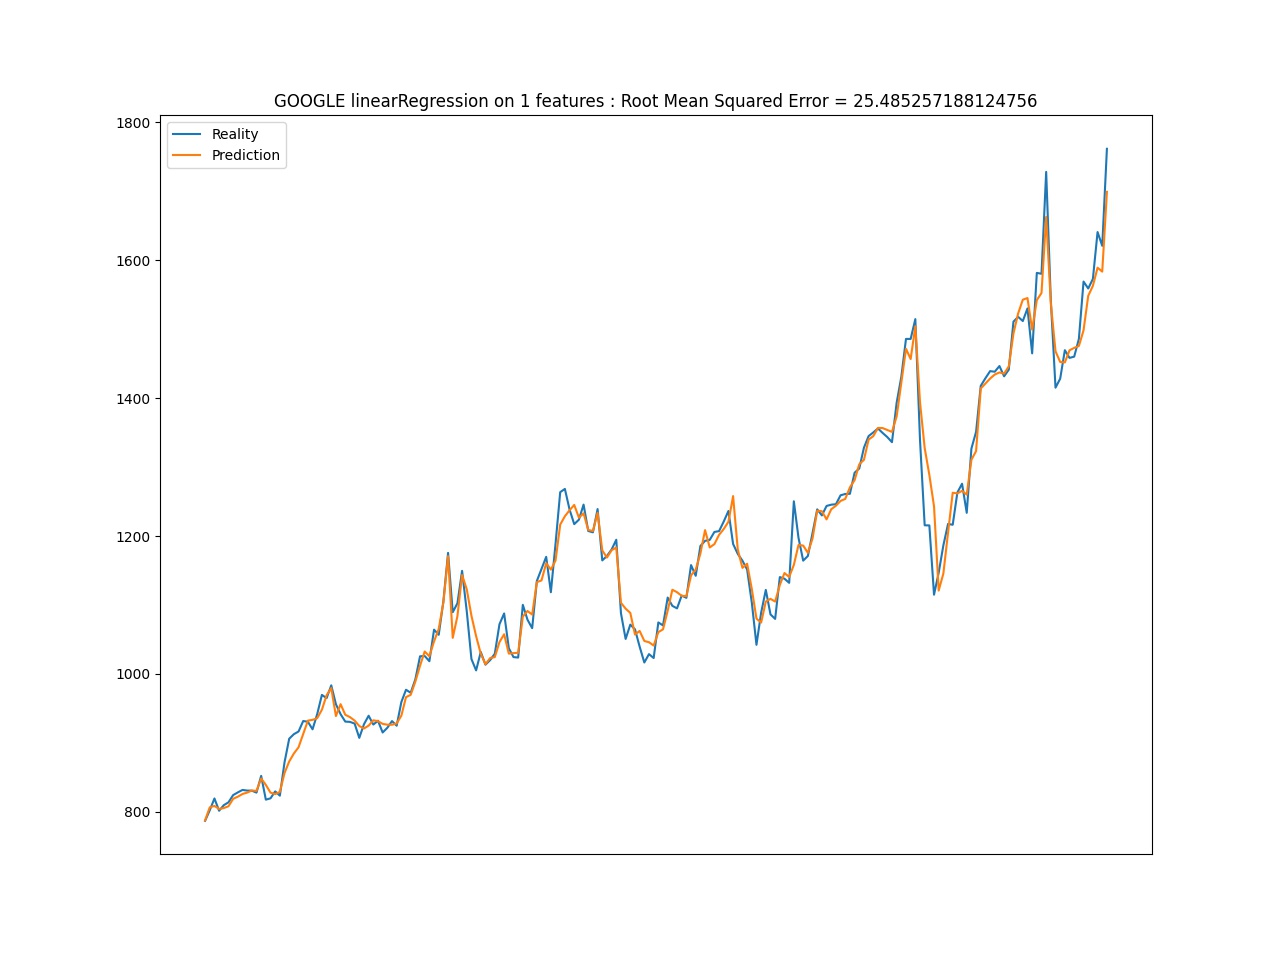 GOOGLE linearRegression on 1 features : Root Mean Squared Error = 25.485257188124756
Reality
Prediction
1800
1600
1400
1200
1000
800